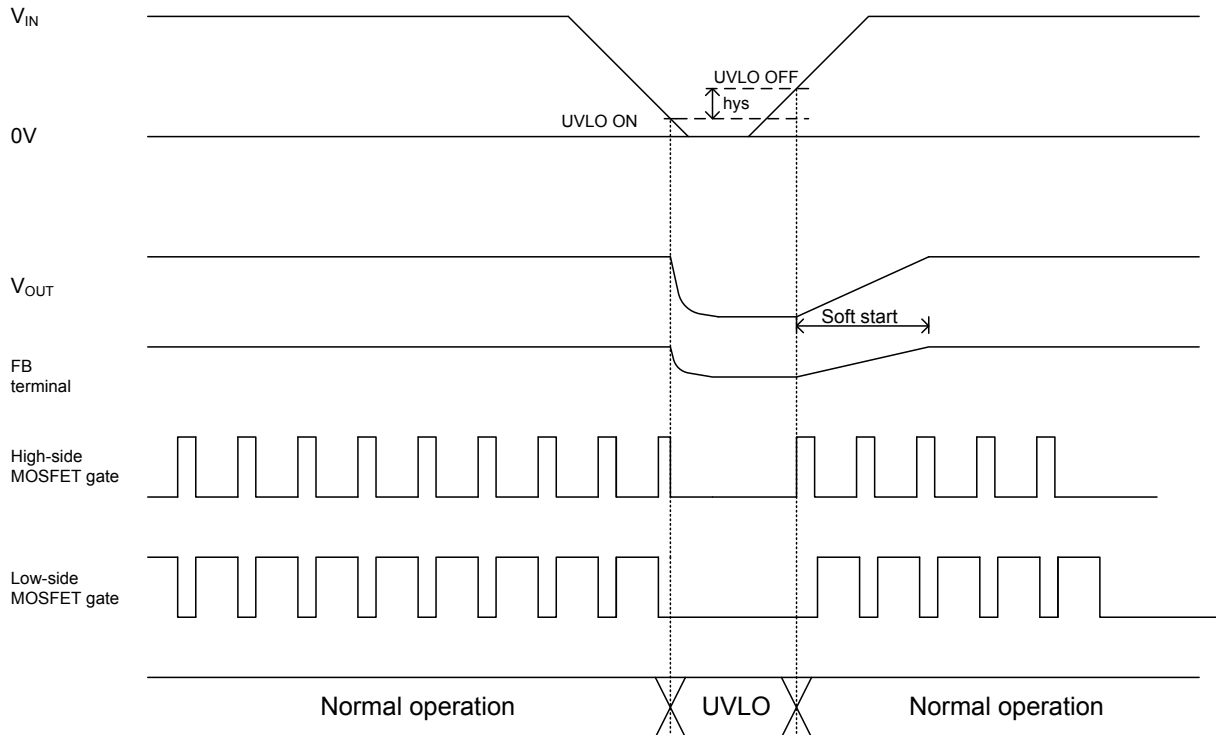 VIN
UVLO OFF
hys
UVLO ON
0V
VOUT
Soft start
FB
terminal
High-side
MOSFET gate
Low-side
MOSFET gate
Normal operation
UVLO
Normal operation